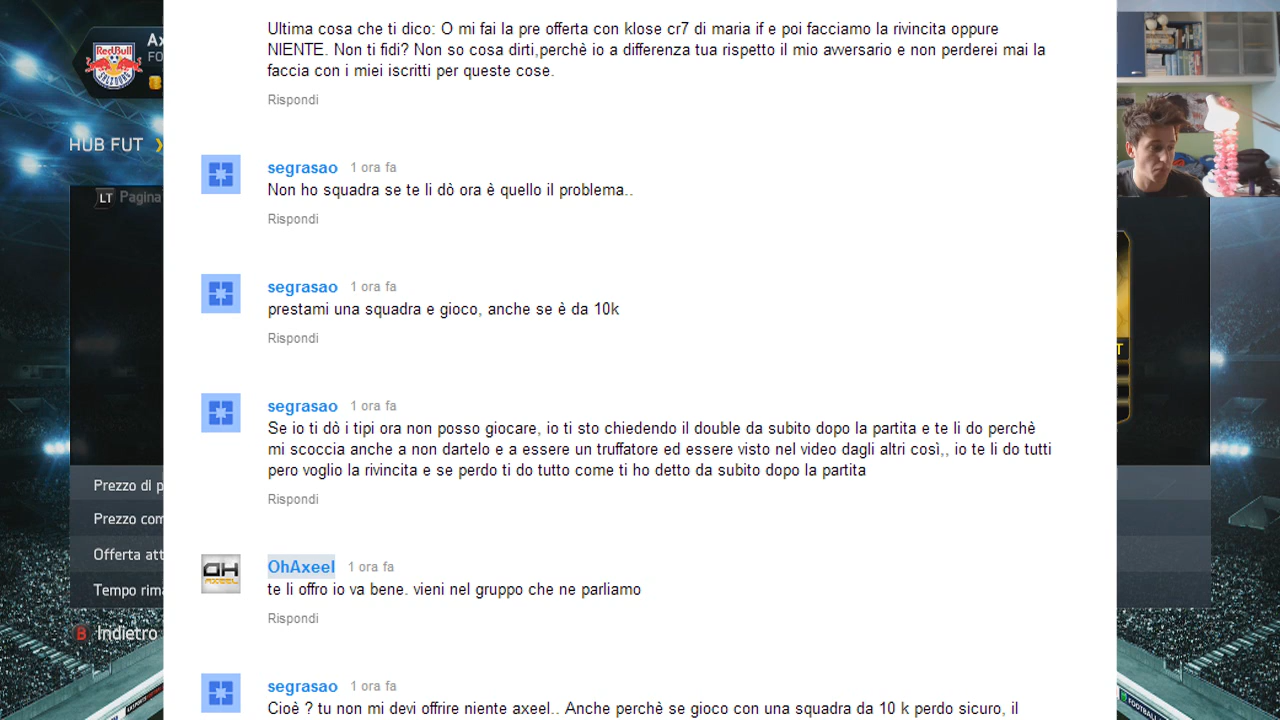 Ultima cosa che ti dico: O mi fai la pre offerta con klose cr7 di maria if e poi facciamo la rivincita oppure
NIENTE. Non ti fidi? Non so cosa dirti,perchè io a differenza tua rispetto il mio avversario e non perderei mai la
faccia con i miei iscritti per queste cose.
Rispondi
segrasao 1 ora fa
Non ho squadra se te li dò ora è quello il problema..
Rispondi
segrasao 1 ora fa
prestami una squadra e gioco, anche se è da 10k
Rispondi
segrasao 1 ora fa
Se io ti dò i tipi ora non posso giocare, io ti sto chiedendo il double da subito dopo la partita e te li do perchè
mi scoccia anche a non dartelo e a essere un truffatore ed essere visto nel video dagli altri così,, io te li do tutti
pero voglio la rivincita e se perdo ti do tutto come ti ho detto da subito dopo la partita
Rispondi
OH AXEEL
OhAxeel 1 ora fa
te li offro io va bene. vieni nel gruppo che ne parliamo
Rispondi
segrasao 1 ora fa
Cioè ? tu non mi devi offrire niente axeel.. Anche perchè se gioco con una squadra da 10 k perdo sicuro, il
Red Bull
SALZBURG
Ax
FO
HUB FUT
LT Pagina
Prezzo di p
Prezzo com
Offerta att
Tempo rima
B Indietro
T